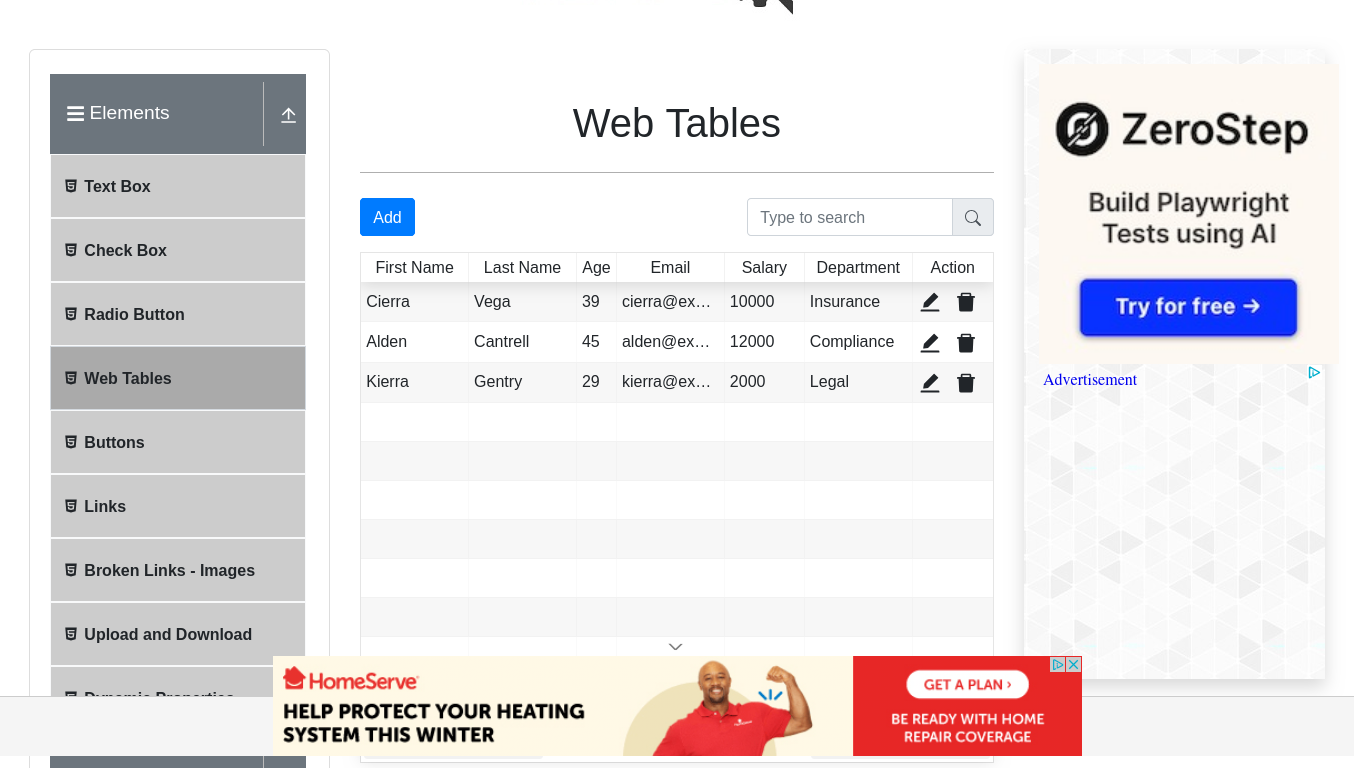 Elements
Text Box
Check Box
Radio Button
Web Tables
Buttons
Links
Broken Links - Images
Upload and Download
Web Tables
Add
Type to search
First Name Last Name Age Email Salary Department Action
Cierra Vega 39 cierra@ex… 10000 Insurance
Alden Cantrell 45 alden@ex… 12000 Compliance
Kierra Gentry 29 kierra@ex… 2000 Legal
ZeroStep
Build Playwright
Tests using AI
Try for free →
Advertisement
HomeServe
HELP PROTECT YOUR HEATING
SYSTEM THIS WINTER
GET A PLAN ›
BE READY WITH HOME
REPAIR COVERAGE